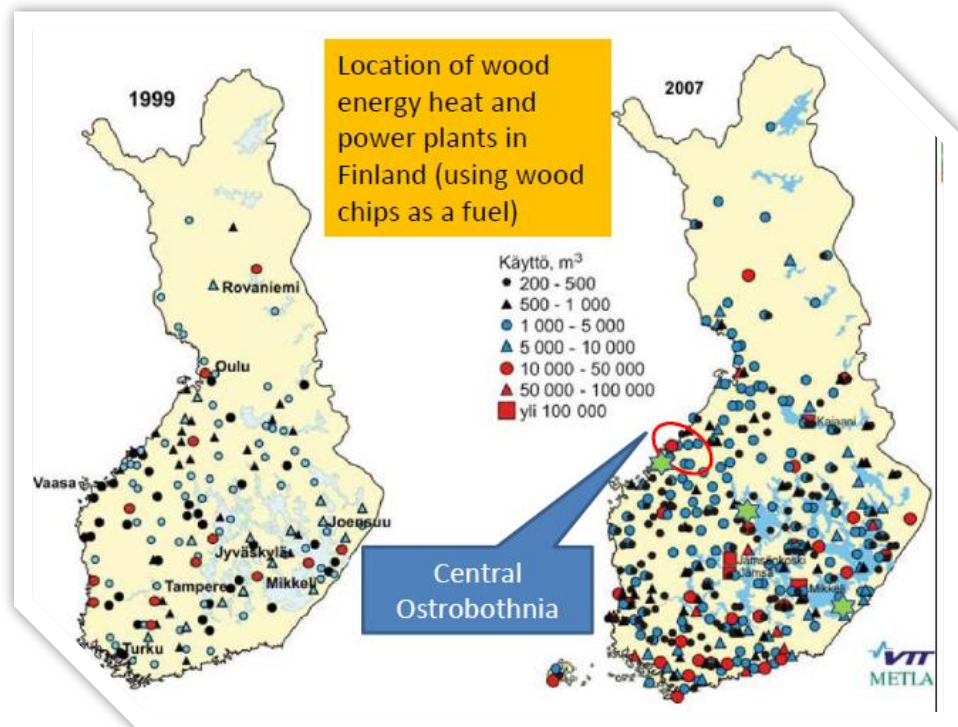 1999
Location of wood
energy heat and
power plants in
Finland (using wood
chips as a fuel)
2007
Käyttö, m³
200 - 500
500 - 1 000
1 000 - 5 000
5 000 - 10 000
10 000 - 50 000
50 000 - 100 000
yli 100 000
Rovaniemi
Oulu
Vaasa
Joensuu
Jyväskylä
Tampere
Mikkeli
Turku
Kajaani
Jämsänkoski
Jämsä
Mikkeli
Central
Ostrobothnia
VTT
METLA